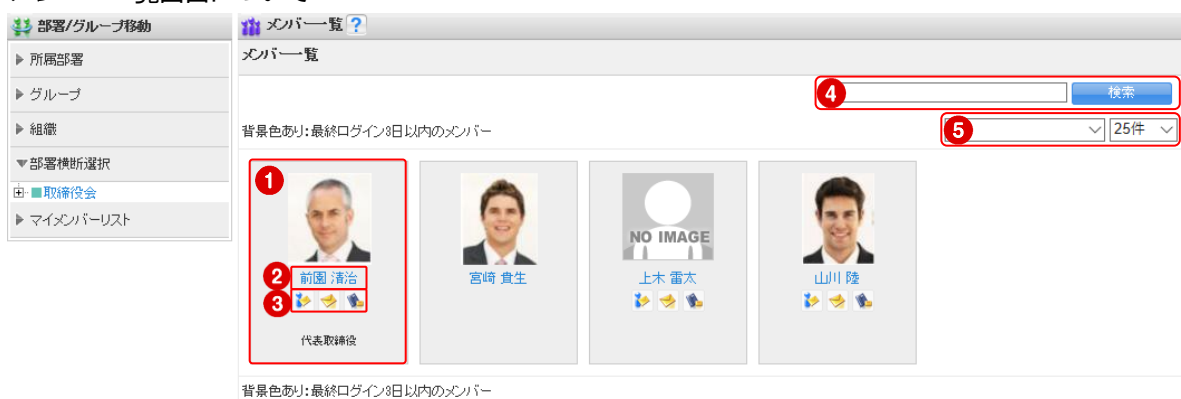 部署/グループ移動
メンバー一覧 ?
▶ 所属部署
メンバー一覧
▶ グループ
4 検索
▶ 組織
背景色あり:最終ログイン3日以内のメンバー
5 25件
▼部署横断選択
取締役会
▶ マイメンバーリスト
1
NO IMAGE
2 前園 清治
宮崎 貴生
上木 雷太
山川 陸
3
代表取締役
背景色あり:最終ログイン3日以内のメンバー